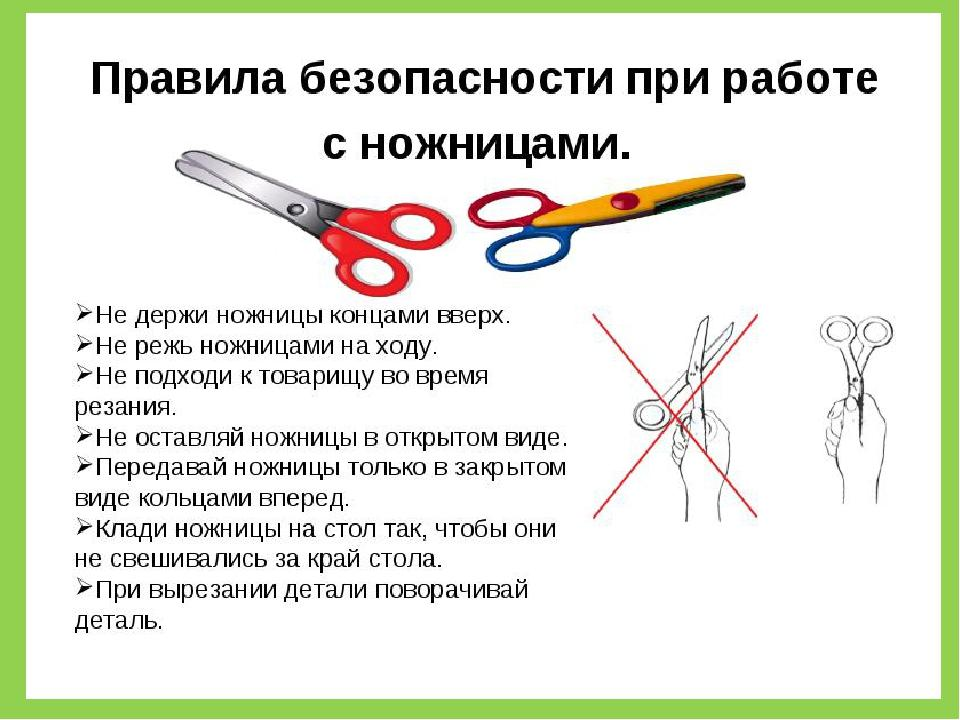 Правила безопасности при работе
с ножницами.
➢Не держи ножницы концами вверх.
➢Не режь ножницами на ходу.
➢Не подходи к товарищу во время
резания.
➢Не оставляй ножницы в открытом виде.
➢Передавай ножницы только в закрытом
виде кольцами вперед.
➢Клади ножницы на стол так, чтобы они
не свешивались за край стола.
➢При вырезании детали поворачивай
деталь.